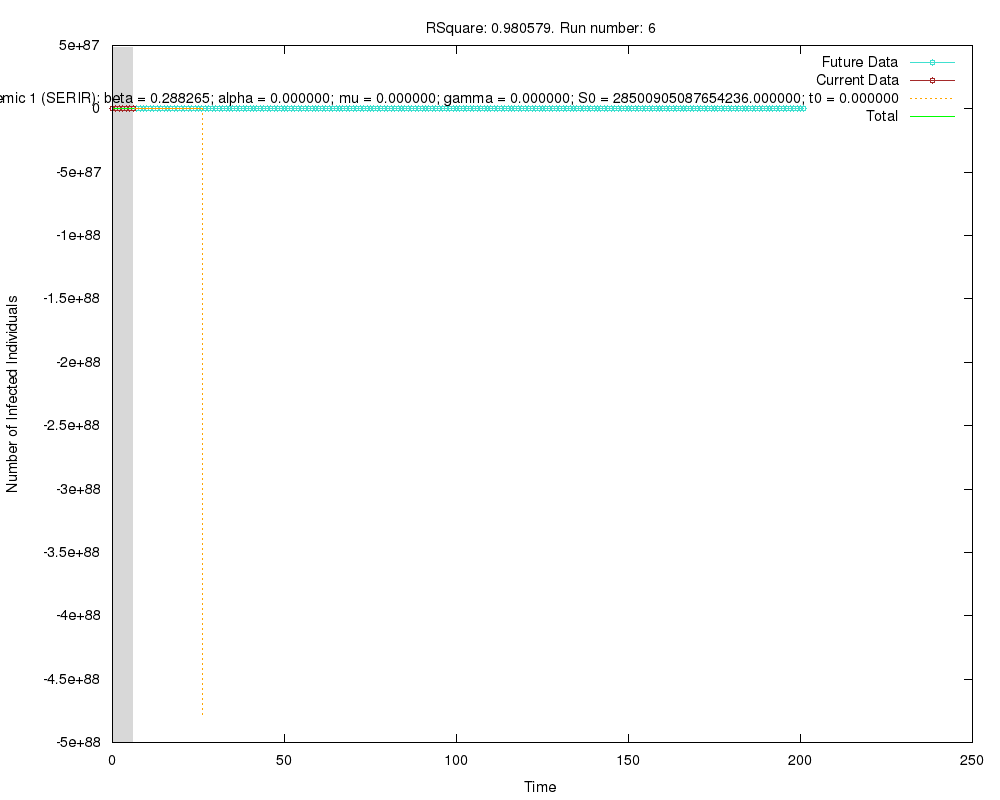 RSquare: 0.980579. Run number: 6
5e+87
Future Data
Current Data
emic 1 (SERIR); beta = 0.288265; alpha = 0.000000; mu = 0.000000; gamma = 0.000000; S0 = 28500905087654236.000000; t0 = 0.000000
0
Total
-5e+87
-1e+88
-1.5e+88
-2e+88
-2.5e+88
-3e+88
-3.5e+88
-4e+88
-4.5e+88
-5e+88
Number of Infected Individuals
0 50 100 150 200 250
Time